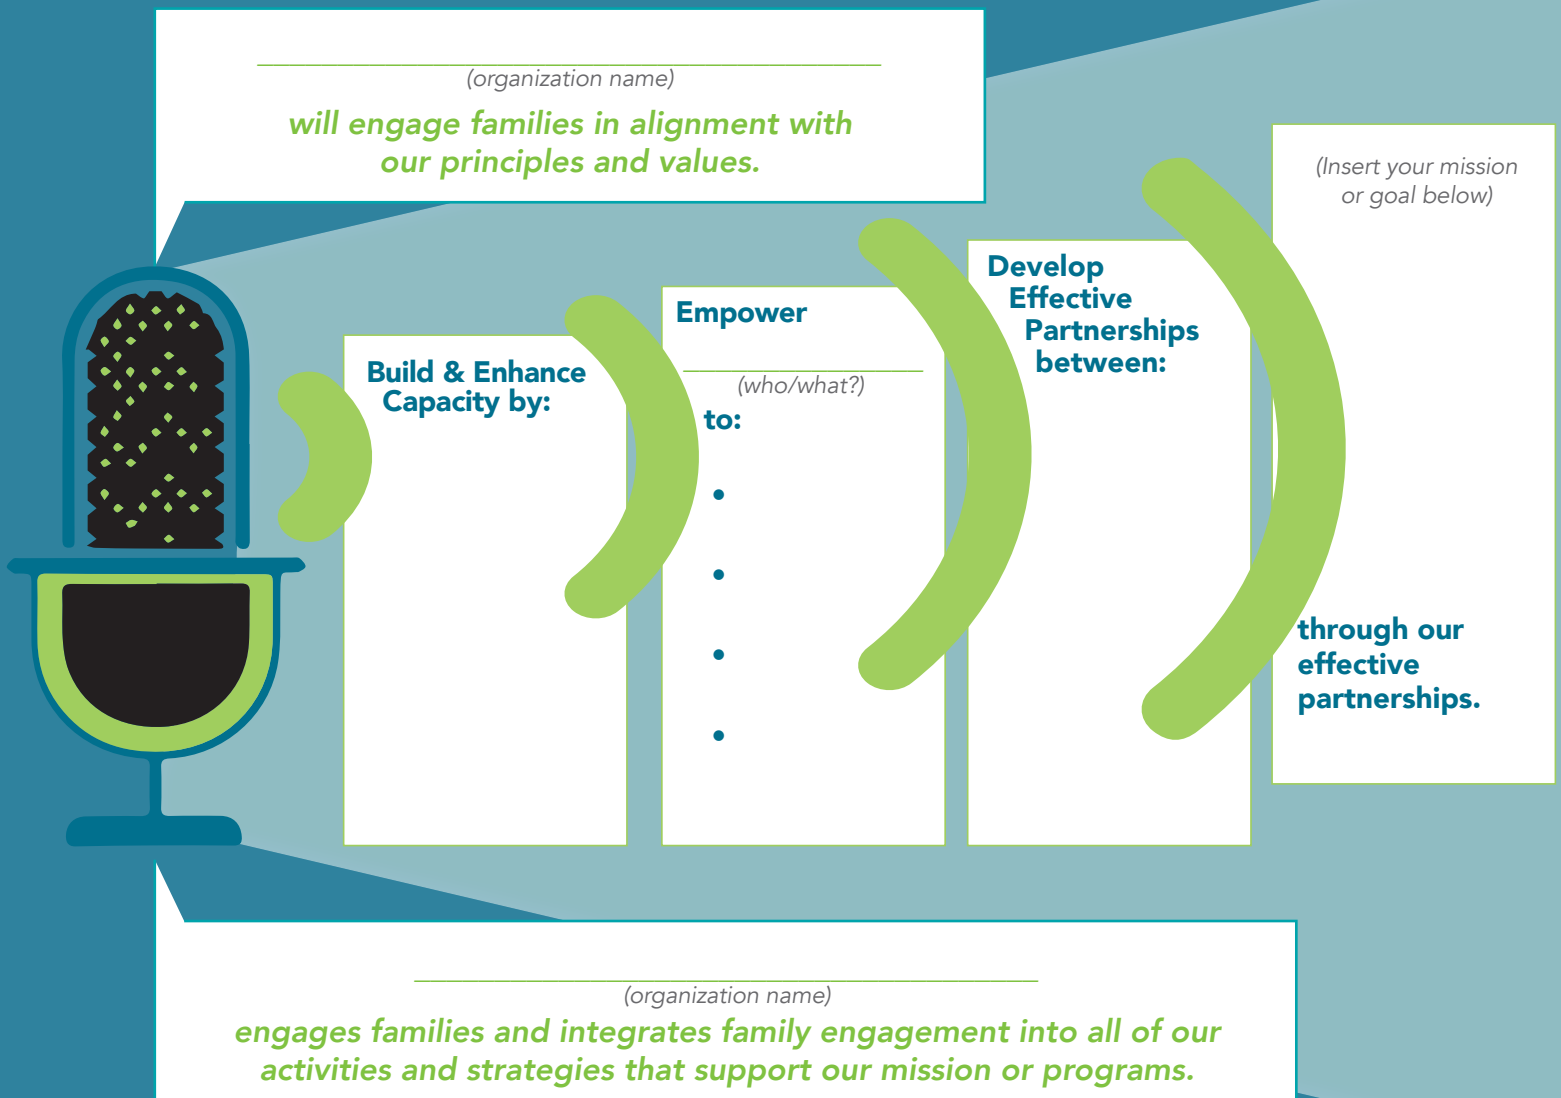 (organization name)
will engage families in alignment with
our principles and values.
Build & Enhance
Capacity by:
Empower
(who/what?)
to:
•
•
•
•
Develop
Effective
Partnerships
between:
(Insert your mission
or goal below)
through our
effective
partnerships.
(organization name)
engages families and integrates family engagement into all of our
activities and strategies that support our mission or programs.